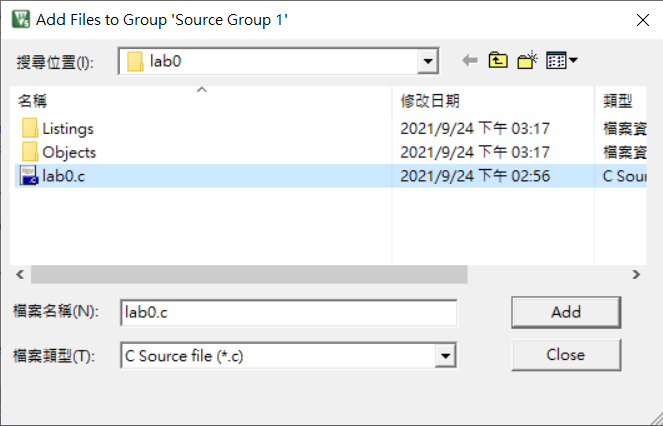 Add Files to Group 'Source Group 1'
搜尋位置(I): lab0
名稱 修改日期 類型
Listings 2021/9/24 下午 03:17 檔案資
Objects 2021/9/24 下午 03:17 檔案資
lab0.c 2021/9/24 下午 02:56 C Sour
檔案名稱(N): lab0.c Add
檔案類型(T): C Source file (*.c) Close